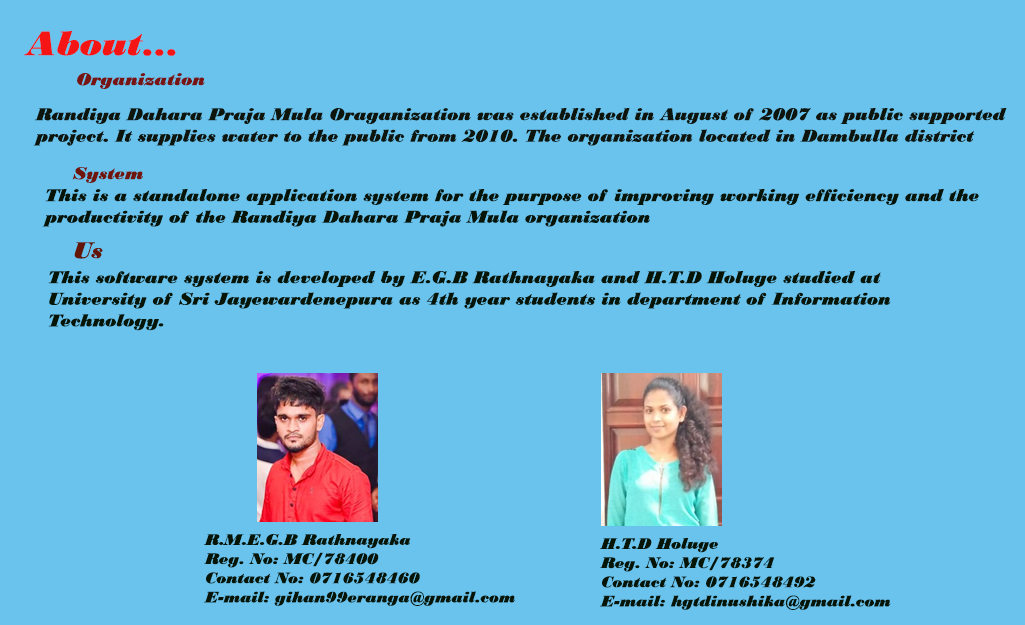 About...
Organization
Randiya Dahara Praja Mula Oraganization was established in August of 2007 as public supported
project. It supplies water to the public from 2010. The organization located in Dambulla district
System
This is a standalone application system for the purpose of improving working efficiency and the
productivity of the Randiya Dahara Praja Mula organization
Us
This software system is developed by E.G.B Rathnayaka and H.T.D Holuge studied at
University of Sri Jayewardenepura as 4th year students in department of Information
Technology.
R.M.E.G.B Rathnayaka
Reg. No: MC/78400
Contact No: 0716548460
E-mail: gihan99eranga@gmail.com
H.T.D Holuge
Reg. No: MC/78374
Contact No: 0716548492
E-mail: hgtdinushika@gmail.com